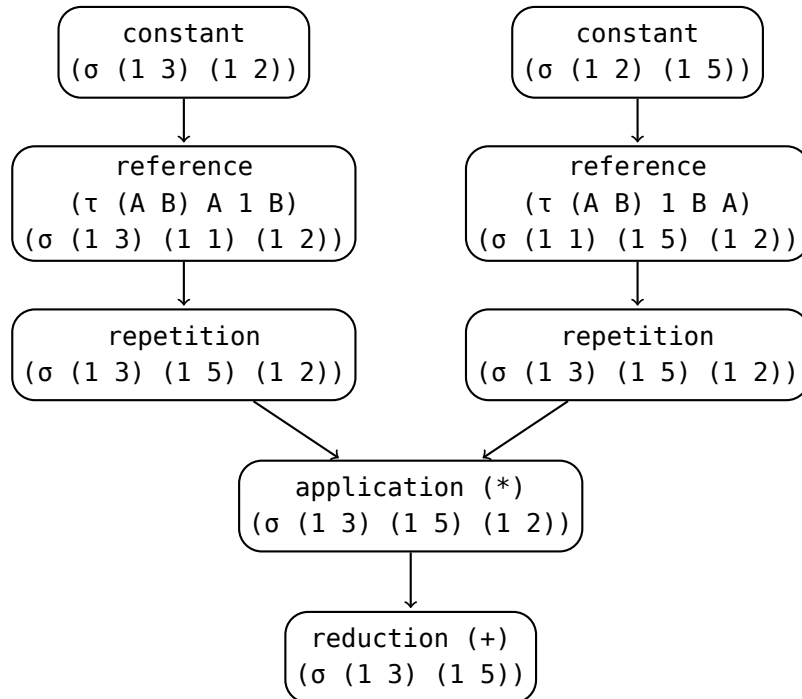 constant
(σ (1 3) (1 2))
constant
(σ (1 2) (1 5))
reference
(τ (A B) A 1 B)
(σ (1 3) (1 1) (1 2))
reference
(τ (A B) 1 B A)
(σ (1 1) (1 5) (1 2))
repetition
(σ (1 3) (1 5) (1 2))
repetition
(σ (1 3) (1 5) (1 2))
application (*)
(σ (1 3) (1 5) (1 2))
reduction (+)
(σ (1 3) (1 5))